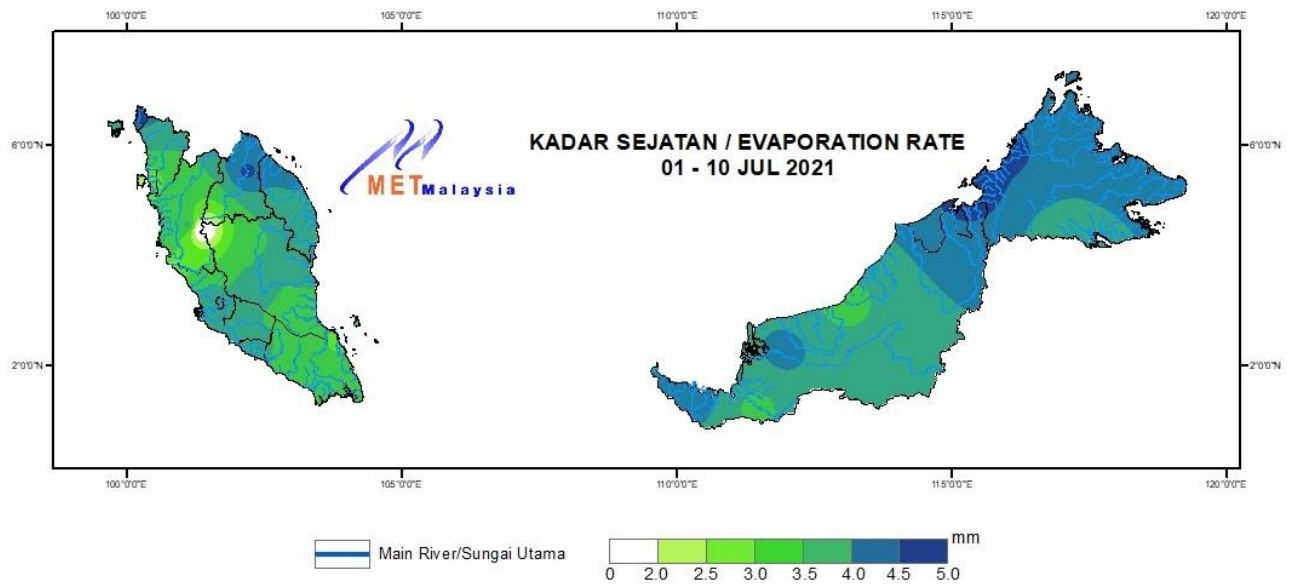 100°0'0"E 105°0'0"E 110°0'0"E 115°0'0"E 120°0'0"E
KADAR SEJATAN / EVAPORATION RATE
01 - 10 JUL 2021
6°0'0"N 6°0'0"N
MET Malaysia
2°0'0"N 2°0'0"N
100°0'0"E 105°0'0"E 110°0'0"E 115°0'0"E 120°0'0"E
Main River/Sungai Utama
mm
0 2.0 2.5 3.0 3.5 4.0 4.5 5.0